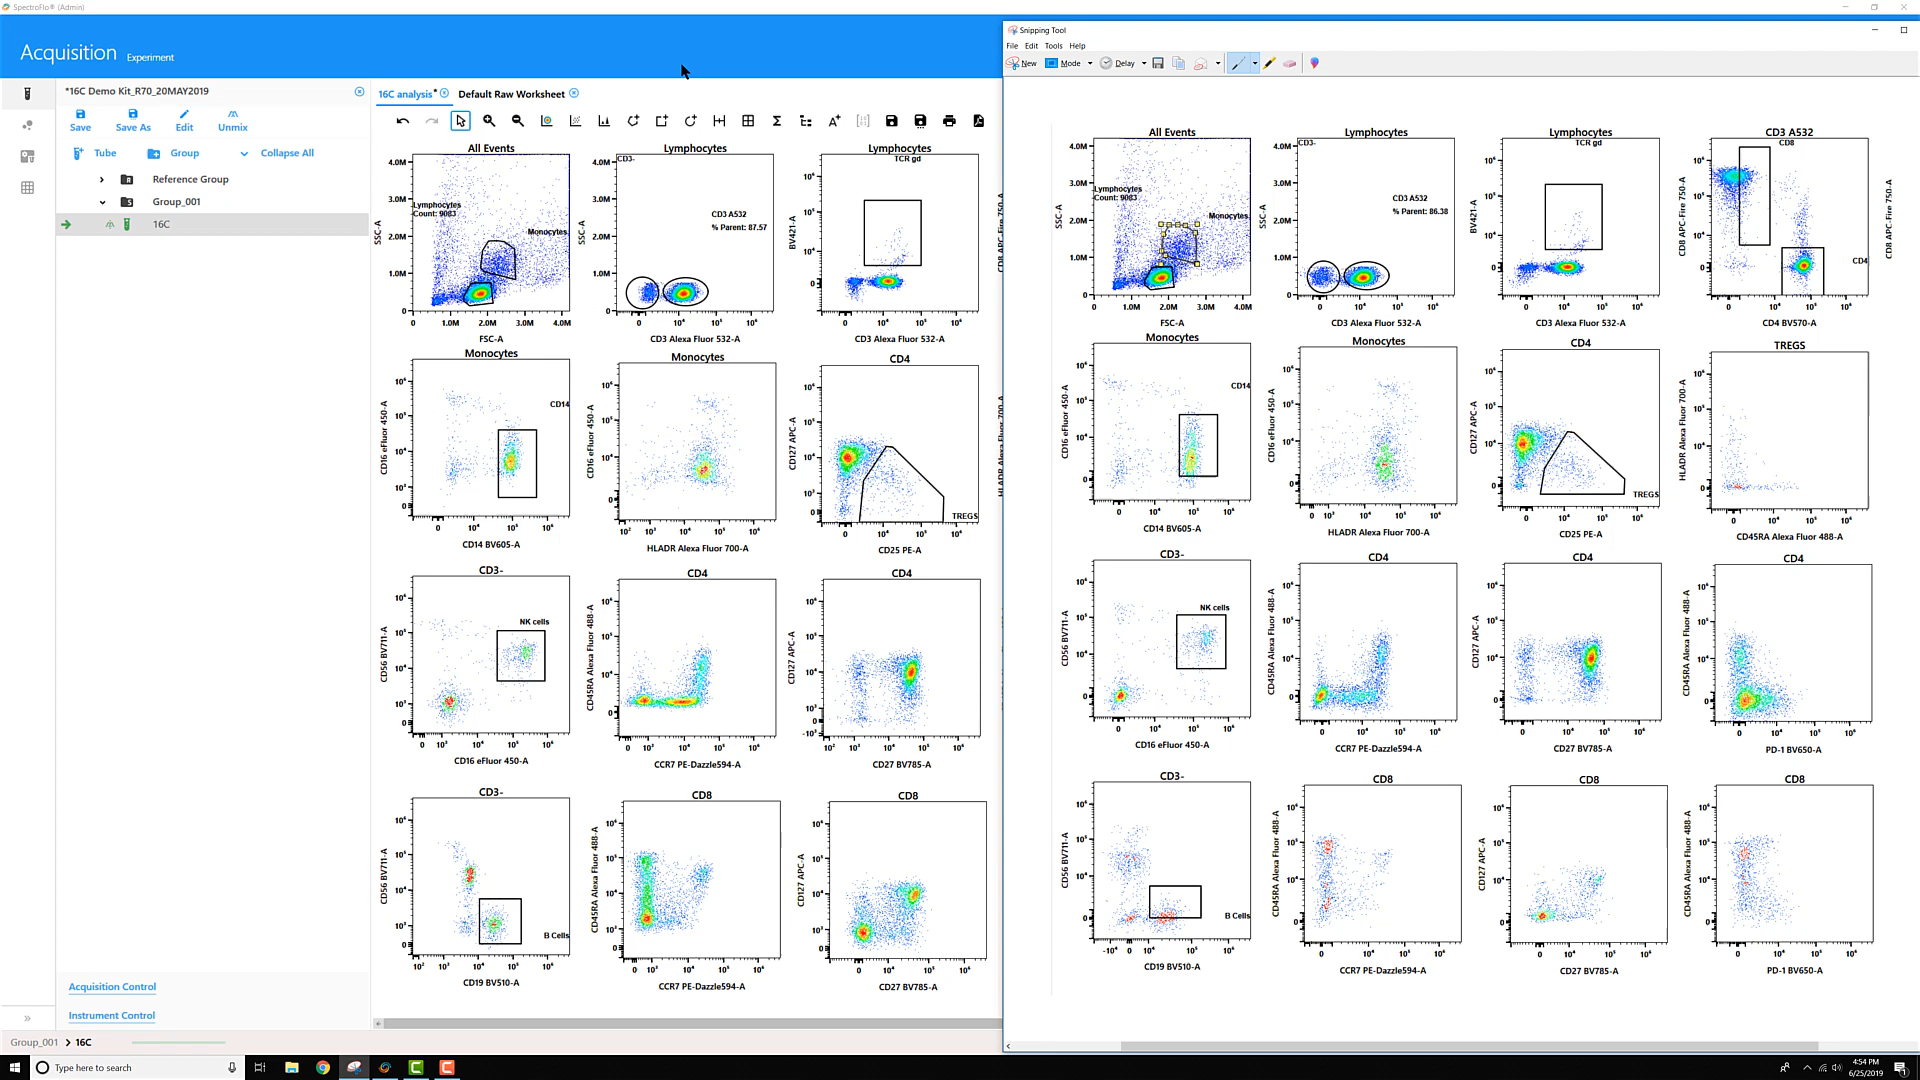 SpectroFlo® (Admin)
Acquisition Experiment
*16C Demo Kit_R70_20MAY2019
Save
Save As
Edit
Unmix
Tube
Group
Collapse All
Reference Group
Group_001
16C
Acquisition Control
Instrument Control
Group_001 > 16C
16C analysis*
Default Raw Worksheet
All Events
Lymphocytes
Count: 9083
Monocytes
SSC-A
FSC-A
Lymphocytes
CD3-
CD3 A532
% Parent: 87.57
SSC-A
CD3 Alexa Fluor 532-A
Lymphocytes
TCR gd
BV421-A
CD3 Alexa Fluor 532-A
Monocytes
CD14
CD16 eFluor 450-A
CD14 BV605-A
Monocytes
CD16 eFluor 450-A
HLADR Alexa Fluor 700-A
CD4
TREGS
CD127 APC-A
CD25 PE-A
CD3-
NK cells
CD56 BV711-A
CD16 eFluor 450-A
CD4
CD45RA Alexa Fluor 488-A
CCR7 PE-Dazzle594-A
CD4
CD127 APC-A
CD27 BV785-A
CD3-
B Cells
CD56 BV711-A
CD19 BV510-A
CD8
CD45RA Alexa Fluor 488-A
CCR7 PE-Dazzle594-A
CD8
CD127 APC-A
CD27 BV785-A
Snipping Tool
File Edit Tools Help
New
Mode
Delay
All Events
Lymphocytes
Count: 9083
Monocytes
SSC-A
FSC-A
Lymphocytes
CD3-
CD3 A532
% Parent: 86.38
SSC-A
CD3 Alexa Fluor 532-A
Lymphocytes
TCR gd
BV421-A
CD3 Alexa Fluor 532-A
CD3 A532
CD8
CD4
CD8 APC-Fire 750-A
CD4 BV570-A
CD8 APC-Fire 750-A
Monocytes
CD14
CD16 eFluor 450-A
CD14 BV605-A
Monocytes
CD16 eFluor 450-A
HLADR Alexa Fluor 700-A
CD4
TREGS
CD127 APC-A
CD25 PE-A
TREGS
HLADR Alexa Fluor 700-A
CD45RA Alexa Fluor 488-A
CD3-
NK cells
CD56 BV711-A
CD16 eFluor 450-A
CD4
CD45RA Alexa Fluor 488-A
CCR7 PE-Dazzle594-A
CD4
CD127 APC-A
CD27 BV785-A
CD4
CD45RA Alexa Fluor 488-A
PD-1 BV650-A
CD3-
B Cells
CD56 BV711-A
CD19 BV510-A
CD8
CD45RA Alexa Fluor 488-A
CCR7 PE-Dazzle594-A
CD8
CD127 APC-A
CD27 BV785-A
CD8
CD45RA Alexa Fluor 488-A
PD-1 BV650-A
Type here to search
4:54 PM
6/25/2019